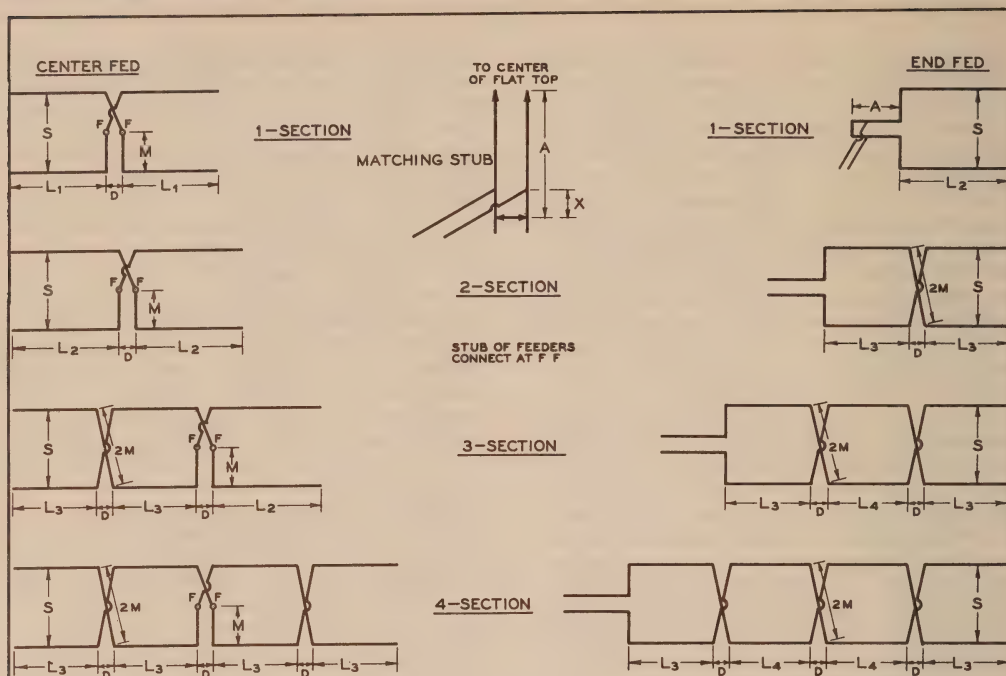 CENTER FED
S
F
F
M
L1
D
L1
1-SECTION
TO CENTER
OF FLAT TOP
A
MATCHING STUB
X
END FED
1-SECTION
A
S
L2
S
F
F
M
L2
D
L2
2-SECTION
2M
S
L3
D
L3
STUB OF FEEDERS
CONNECT AT F F
S
2M
F
F
M
L3
D
L3
D
L2
3-SECTION
2M
S
L3
D
L4
D
L3
S
2M
F
F
M
L3
D
L3
D
L3
D
L3
4-SECTION
2M
S
L3
D
L4
D
L4
D
L3